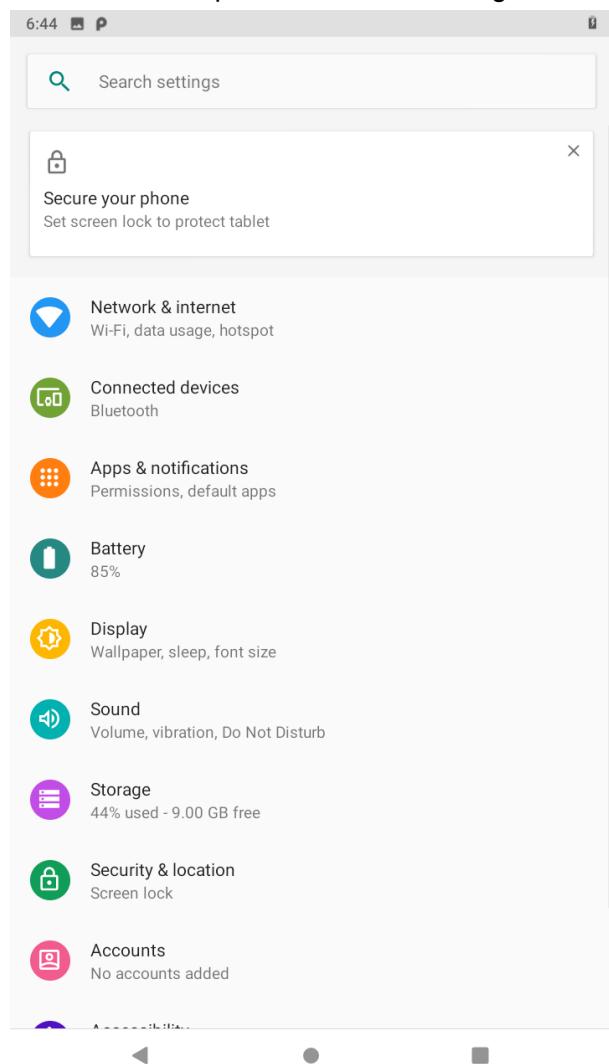 6:44
Search settings
Secure your phone
Set screen lock to protect tablet
Network & internet
Wi-Fi, data usage, hotspot
Connected devices
Bluetooth
Apps & notifications
Permissions, default apps
Battery
85%
Display
Wallpaper, sleep, font size
Sound
Volume, vibration, Do Not Disturb
Storage
44% used - 9.00 GB free
Security & location
Screen lock
Accounts
No accounts added
Accessibility